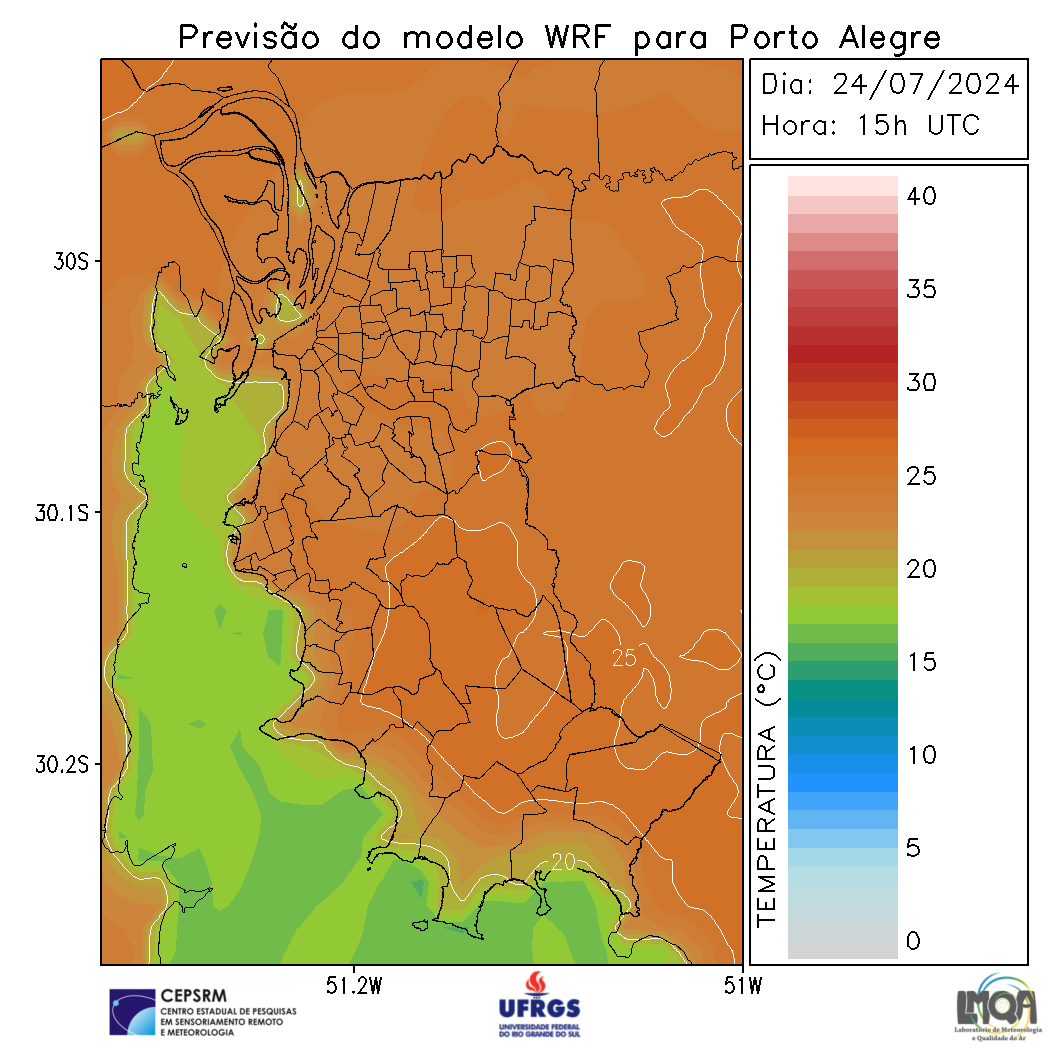 Previsão do modelo WRF para Porto Alegre
Dia: 24/07/2024
Hora: 15h UTC
40
35
30
25
20
15
10
5
0
TEMPERATURA (°C)
30S
30.1S
30.2S
25
20
51.2W
51W
CEPSRM
CENTRO ESTADUAL DE PESQUISAS
EM SENSORIAMENTO REMOTO
E METEOROLOGIA
UFRGS
UNIVERSIDADE FEDERAL
DO RIO GRANDE DO SUL
LMQA
Laboratório de Meteorologia
e Qualidade do Ar